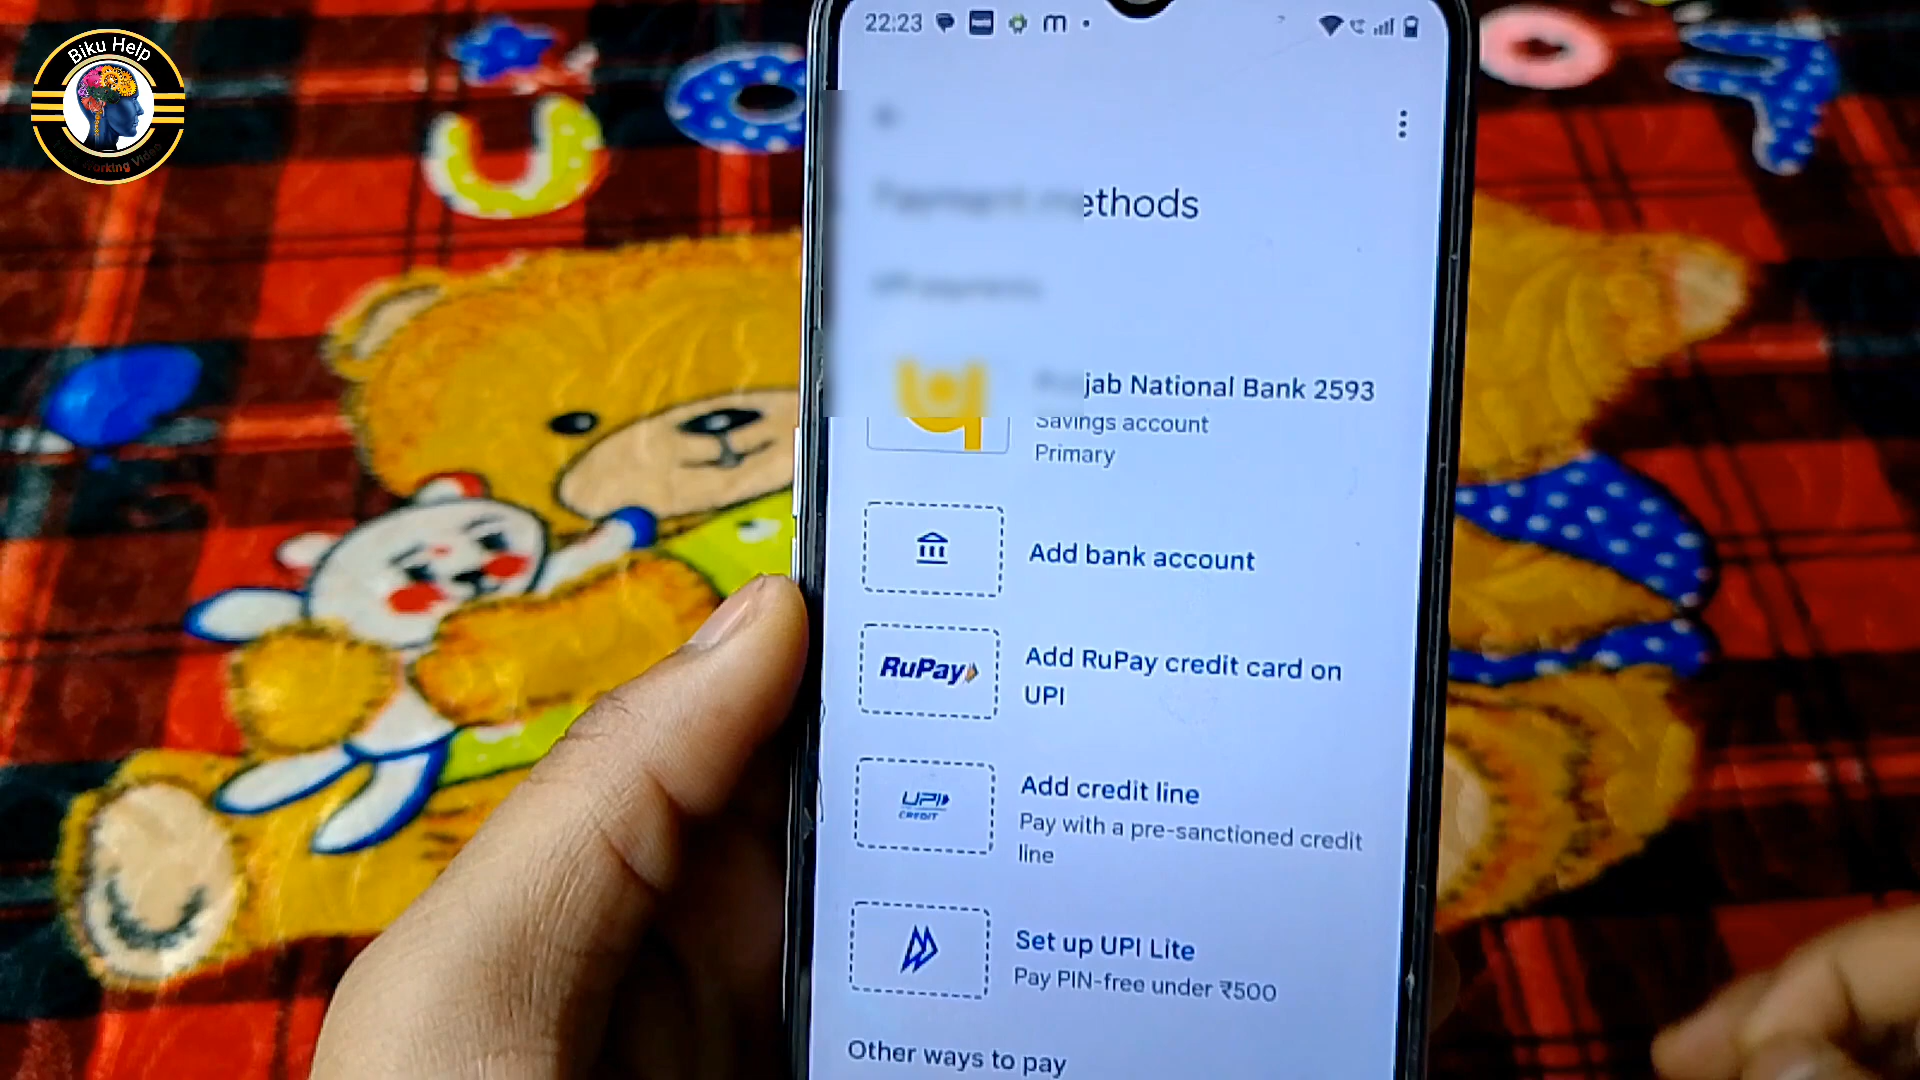 Biku Help
Working Video
22:23
m
ethods
jab National Bank 2593
Savings account
Primary
Add bank account
RuPay
Add RuPay credit card on
UPI
UPI
CREDIT
Add credit line
Pay with a pre-sanctioned credit
line
Set up UPI Lite
Pay PIN-free under ₹500
Other ways to pay